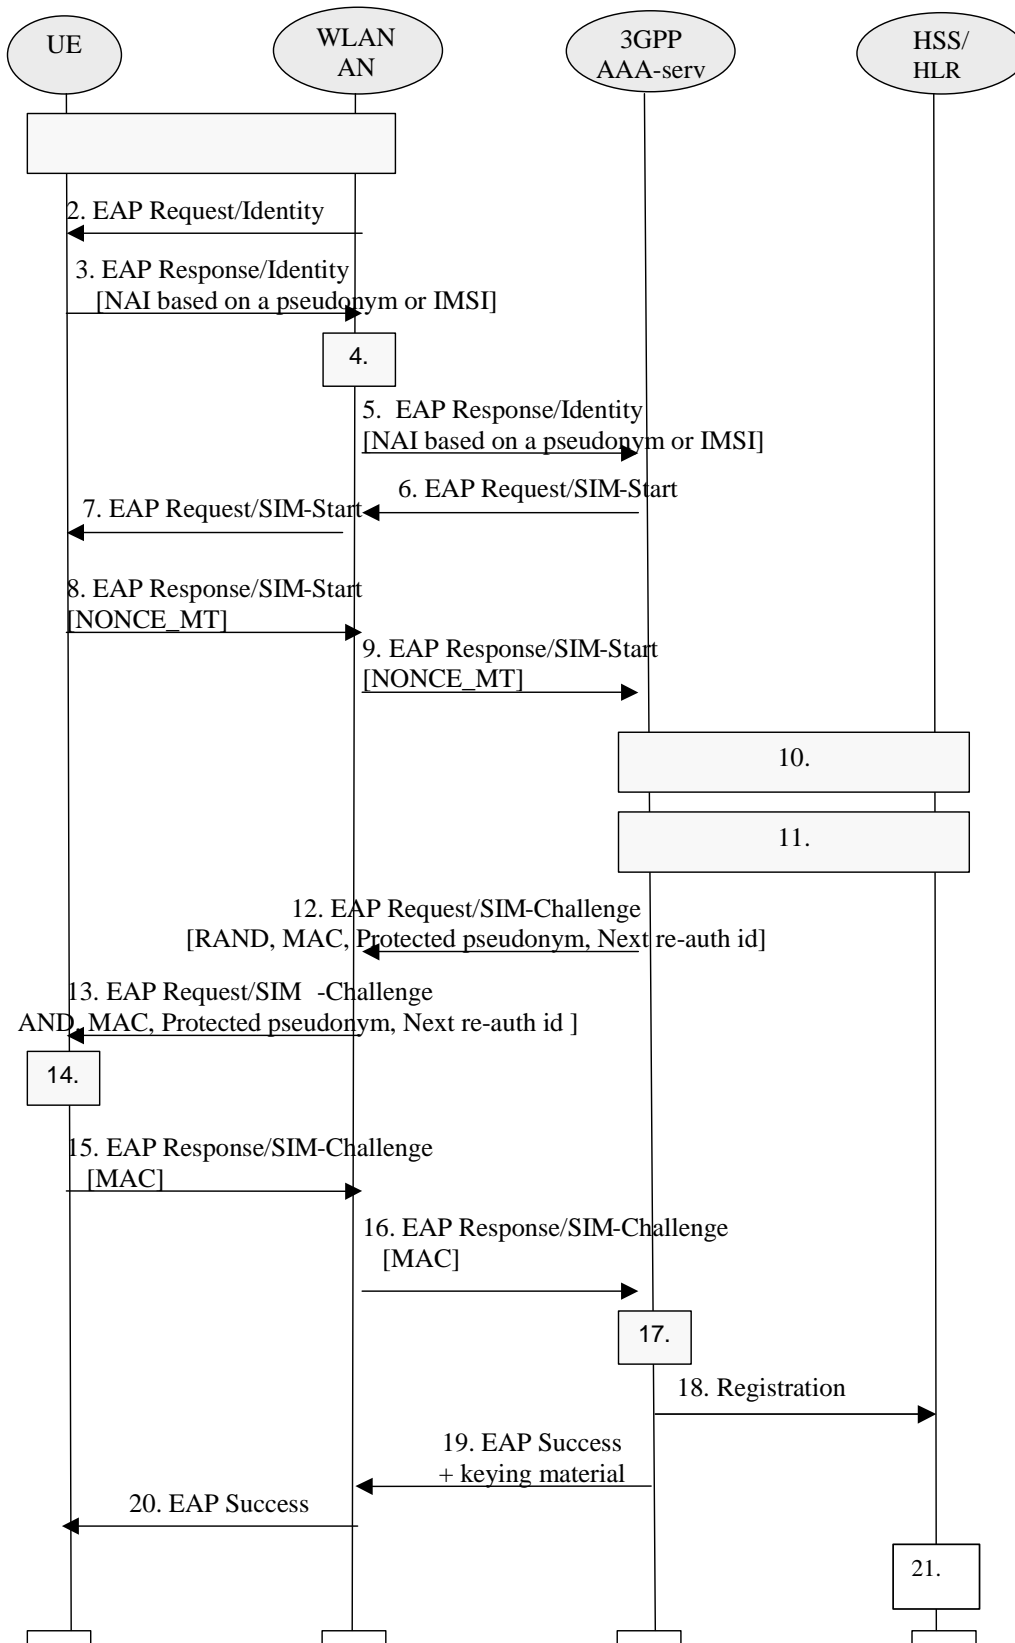 UE
WLAN
AN
3GPP
AAA-serv
HSS/
HLR
2. EAP Request/Identity
3. EAP Response/Identity
[NAI based on a pseudonym or IMSI]
4.
5. EAP Response/Identity
[NAI based on a pseudonym or IMSI]
6. EAP Request/SIM-Start
7. EAP Request/SIM-Start
8. EAP Response/SIM-Start
[NONCE_MT]
9. EAP Response/SIM-Start
[NONCE_MT]
10.
11.
12. EAP Request/SIM-Challenge
[RAND, MAC, Protected pseudonym, Next re-auth id]
13. EAP Request/SIM -Challenge
AND, MAC, Protected pseudonym, Next re-auth id ]
14.
15. EAP Response/SIM-Challenge
[MAC]
16. EAP Response/SIM-Challenge
[MAC]
17.
18. Registration
19. EAP Success
+ keying material
20. EAP Success
21.